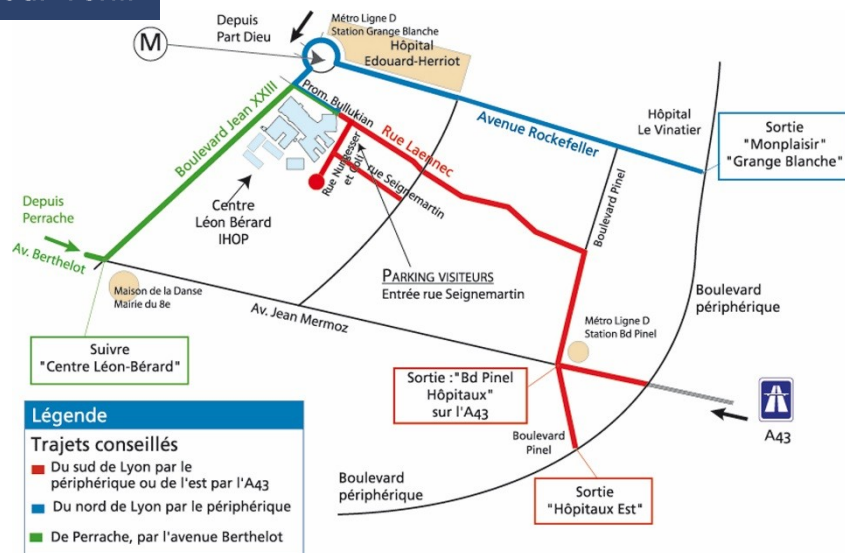 Depuis
Part Dieu
Métro Ligne D
Station Grange Blanche
Hôpital
Edouard-Herriot
M
Prom. Bullukian
Boulevard Jean XXIII
Rue Laennec
Avenue Rockefeller
Hôpital
Le Vinatier
Sortie
"Monplaisir"
"Grange Blanche"
Rue Nungesser
et Coli
rue Seignemartin
Boulevard Pinel
Centre
Léon Bérard
IHOP
Depuis
Perrache
Av. Berthelot
PARKING VISITEURS
Entrée rue Seignemartin
Boulevard
périphérique
Maison de la Danse
Mairie du 8e
Av. Jean Mermoz
Métro Ligne D
Station Bd Pinel
Suivre
"Centre Léon-Bérard"
Sortie :"Bd Pinel
Hôpitaux"
sur l'A43
A43
Boulevard
Pinel
Boulevard
périphérique
Sortie
"Hôpitaux Est"
Légende
Trajets conseillés
Du sud de Lyon par le
périphérique ou de l'est par l'A43
Du nord de Lyon par le périphérique
De Perrache, par l'avenue Berthelot